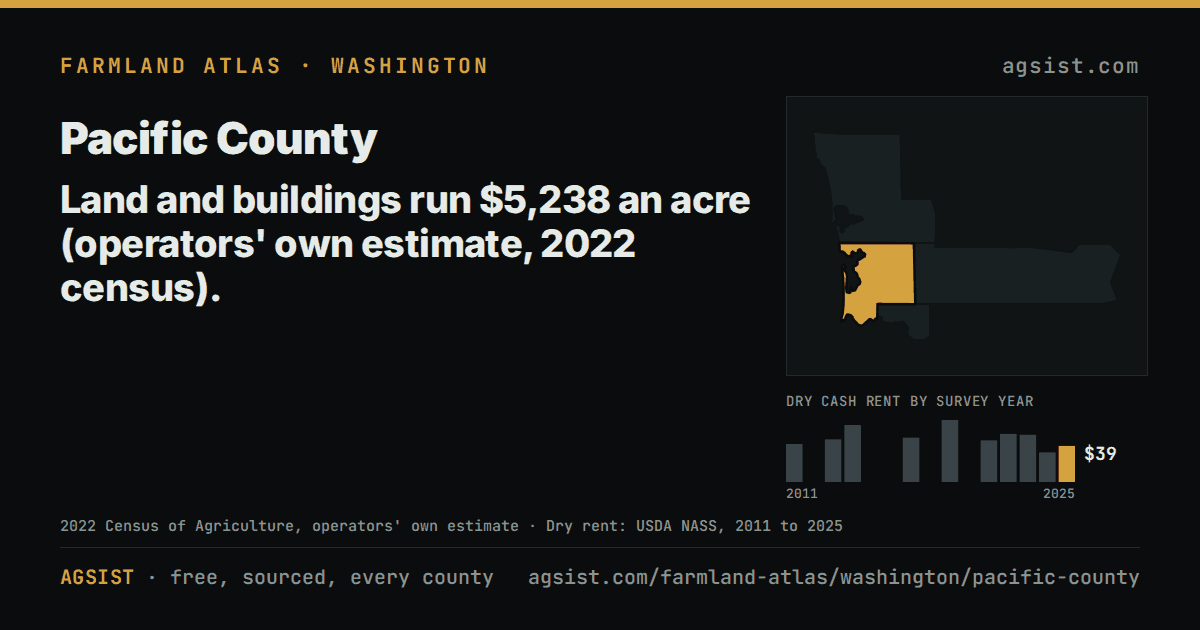 FARMLAND ATLAS · WASHINGTON
agsist.com
Pacific County
Land and buildings run $5,238 an acre
(operators' own estimate, 2022
census).
DRY CASH RENT BY SURVEY YEAR
$39
2011
2025
2022 Census of Agriculture, operators' own estimate · Dry rent: USDA NASS, 2011 to 2025
AGSIST · free, sourced, every county
agsist.com/farmland-atlas/washington/pacific-county